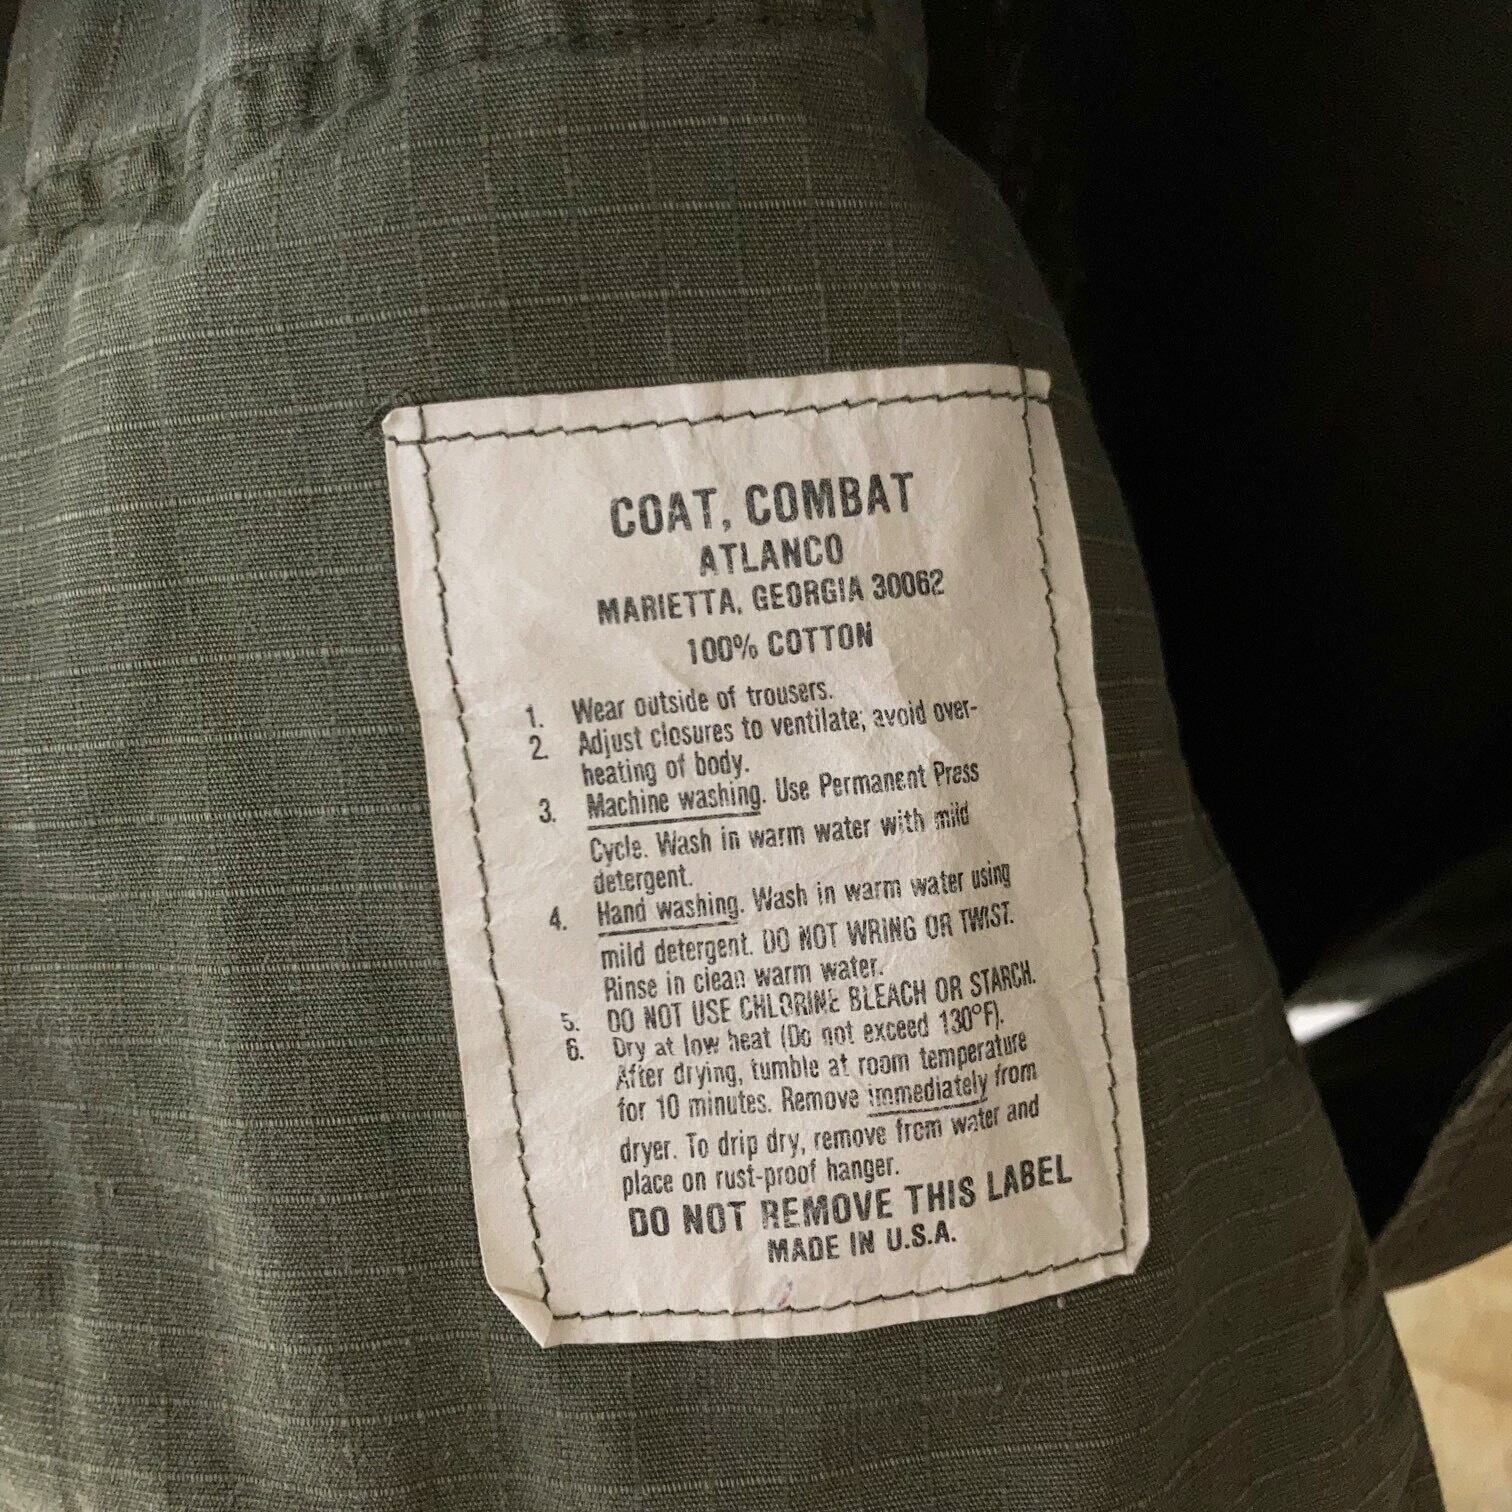 COAT, COMBAT
ATLANCO
MARIETTA, GEORGIA 30062
100% COTTON
1. Wear outside of trousers.
2. Adjust closures to ventilate; avoid over-
heating of body.
3. Machine washing. Use Permanent Press
Cycle. Wash in warm water with mild
detergent.
4. Hand washing. Wash in warm water using
mild detergent. DO NOT WRING OR TWIST.
Rinse in clean warm water.
5. DO NOT USE CHLORINE BLEACH OR STARCH.
6. Dry at low heat (Do not exceed 130°F).
After drying, tumble at room temperature
for 10 minutes. Remove immediately from
dryer. To drip dry, remove from water and
place on rust-proof hanger.
DO NOT REMOVE THIS LABEL
MADE IN U.S.A.